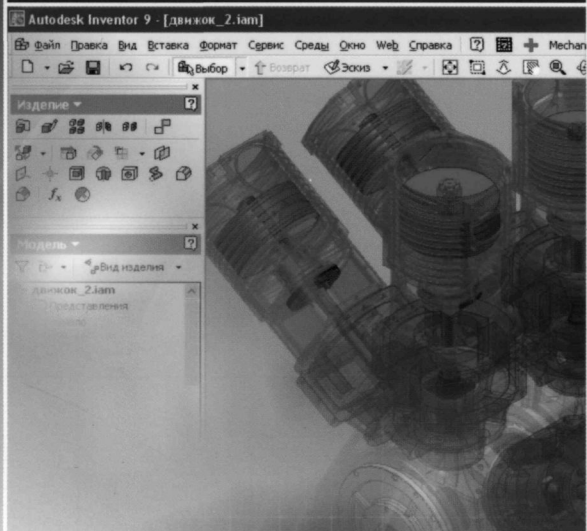 Autodesk Inventor 9 - [движок_2.iam]
Файл Правка Вид Вставка Формат Сервис Среды Окно Web Справка Mechan
Выбор Возврат Эскиз
Изделие
fx
Модель
Вид изделия
движок_2.iam
Представления